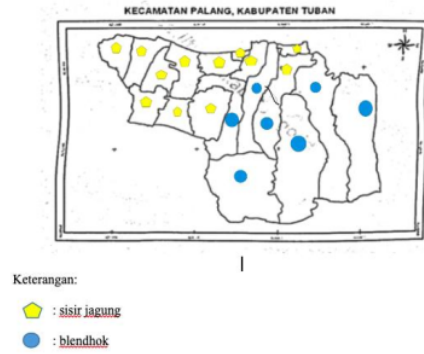 KECAMATAN PALANG, KABUPATEN TUBAN
Keterangan:
: sisir jagung
: blendhok